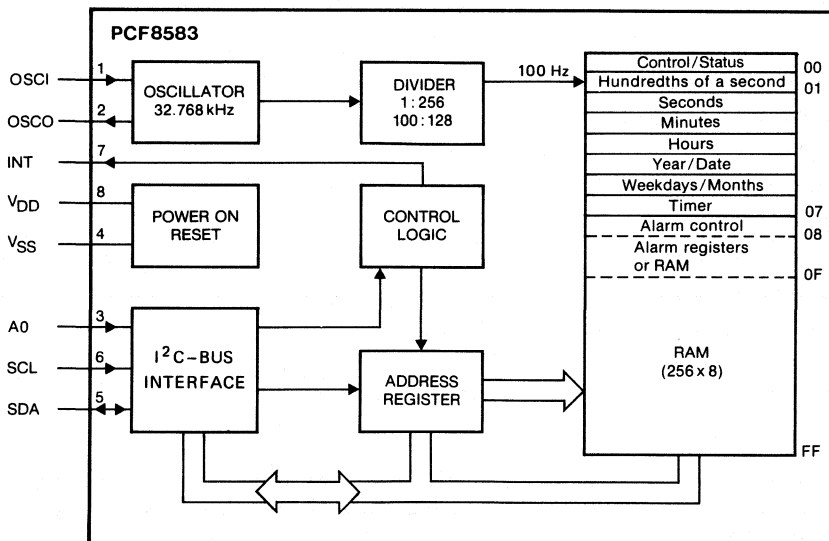 PCF8583
OSCI
1
OSCILLATOR
32.768 kHz
OSCO
2
DIVIDER
1 : 256
100 : 128
100 Hz
INT
7
V_DD
8
V_SS
4
POWER ON
RESET
CONTROL
LOGIC
A0
3
SCL
6
SDA
5
I²C-BUS
INTERFACE
ADDRESS
REGISTER
Control/Status
00
Hundredths of a second
01
Seconds
Minutes
Hours
Year/Date
Weekdays/Months
Timer
07
Alarm control
08
Alarm registers
or RAM
0F
RAM
(256 x 8)
FF